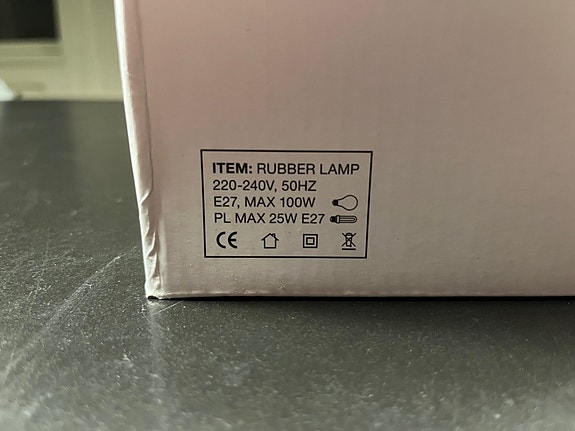 ITEM: RUBBER LAMP
220-240V, 50HZ
E27, MAX 100W
PL MAX 25W E27
CE